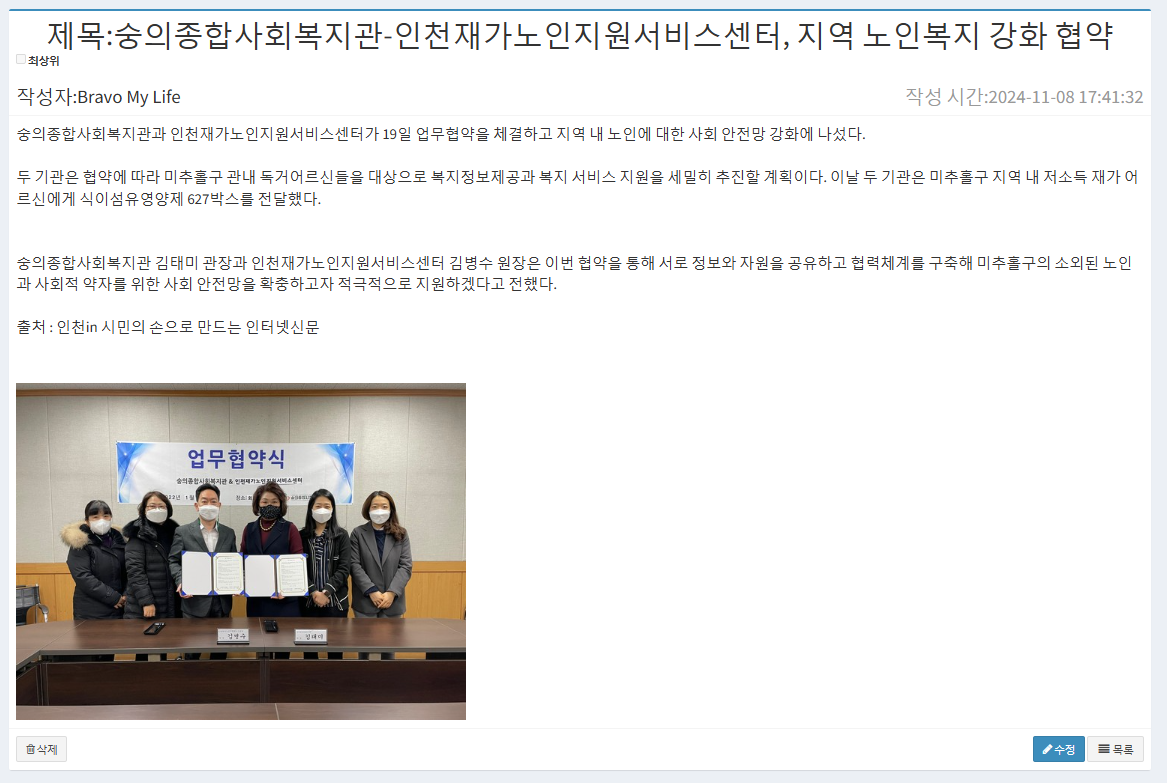 제목:숭의종합사회복지관-인천재가노인지원서비스센터, 지역 노인복지 강화 협약
최상위
작성자:Bravo My Life
작성 시간:2024-11-08 17:41:32
숭의종합사회복지관과 인천재가노인지원서비스센터가 19일 업무협약을 체결하고 지역 내 노인에 대한 사회 안전망 강화에 나섰다.
두 기관은 협약에 따라 미추홀구 관내 독거어르신들을 대상으로 복지정보제공과 복지 서비스 지원을 세밀히 추진할 계획이다. 이날 두 기관은 미추홀구 지역 내 저소득 재가 어
르신에게 식이섬유영양제 627박스를 전달했다.
숭의종합사회복지관 김태미 관장과 인천재가노인지원서비스센터 김병수 원장은 이번 협약을 통해 서로 정보와 자원을 공유하고 협력체계를 구축해 미추홀구의 소외된 노인
과 사회적 약자를 위한 사회 안전망을 확충하고자 적극적으로 지원하겠다고 전했다.
출처 : 인천in 시민의 손으로 만드는 인터넷신문
업무협약식
숭의종합사회복지관 & 인천재가노인지원서비스센터
김병수
김태미
삭제
수정
목록